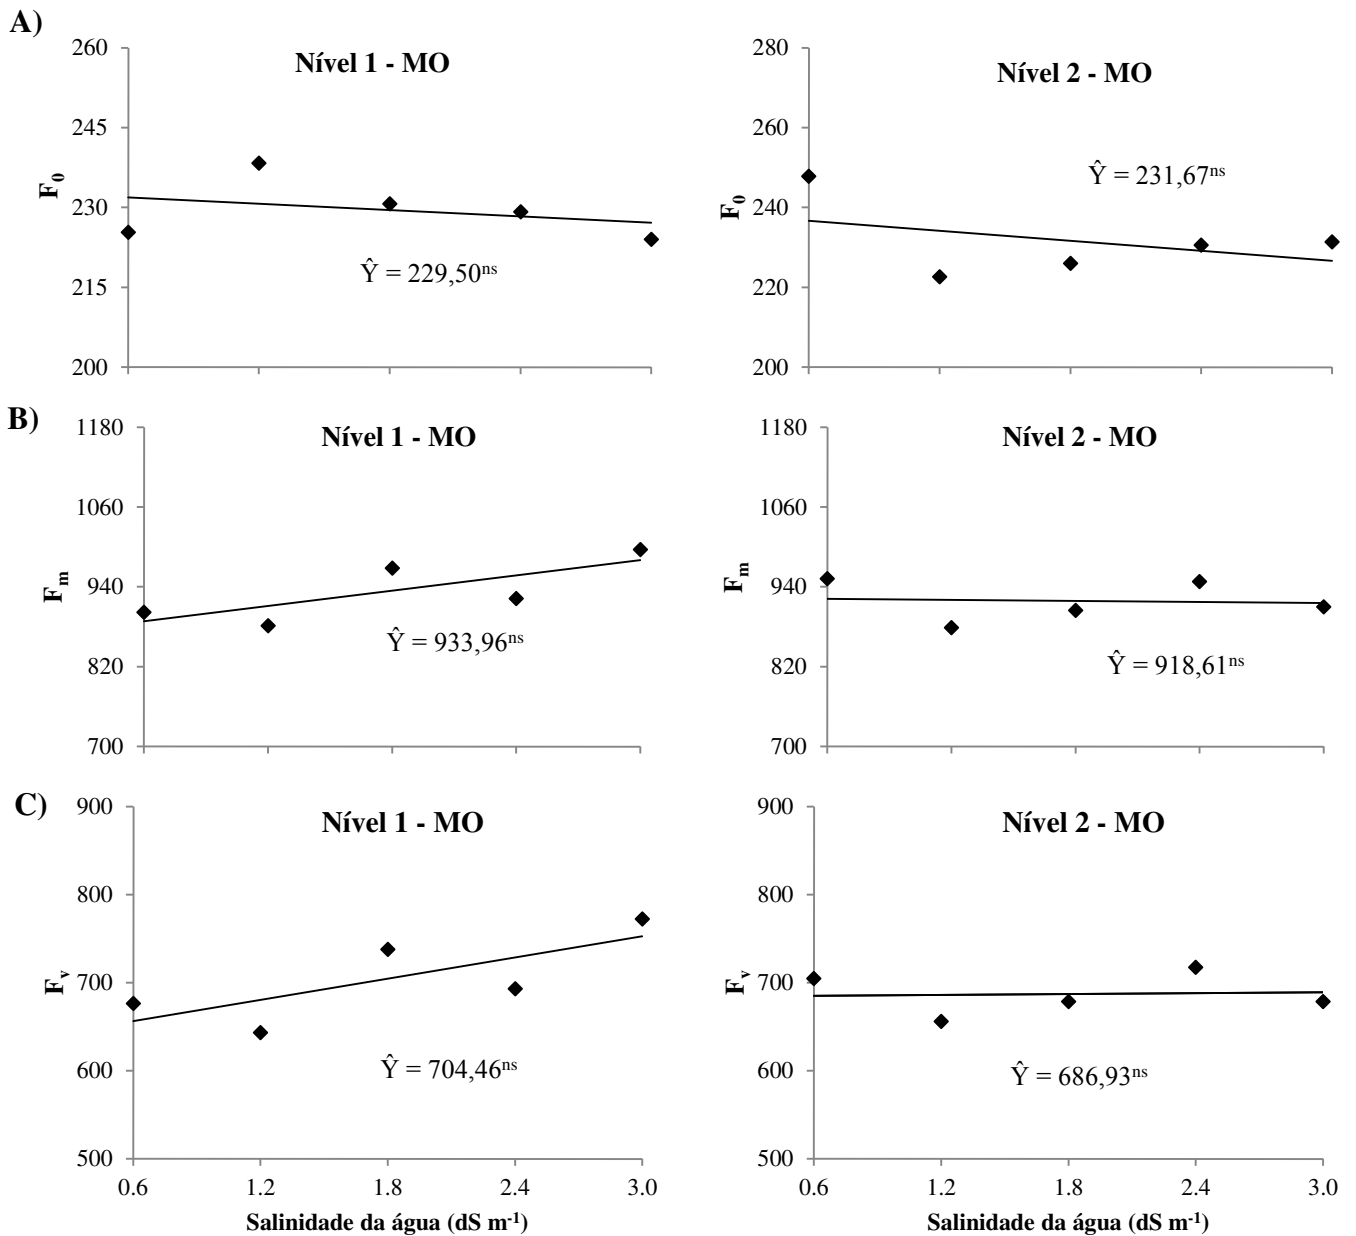 A)
Nível 1 - MO
260
245
230
215
200
F0
Ŷ = 229,50ns
Nível 2 - MO
280
260
240
220
200
F0
Ŷ = 231,67ns
B)
Nível 1 - MO
1180
1060
940
820
700
Fm
Ŷ = 933,96ns
Nível 2 - MO
1180
1060
940
820
700
Fm
Ŷ = 918,61ns
C)
Nível 1 - MO
900
800
700
600
500
Fv
Ŷ = 704,46ns
0.6 1.2 1.8 2.4 3.0
Salinidade da água (dS m-1)
Nível 2 - MO
900
800
700
600
500
Fv
Ŷ = 686,93ns
0.6 1.2 1.8 2.4 3.0
Salinidade da água (dS m-1)